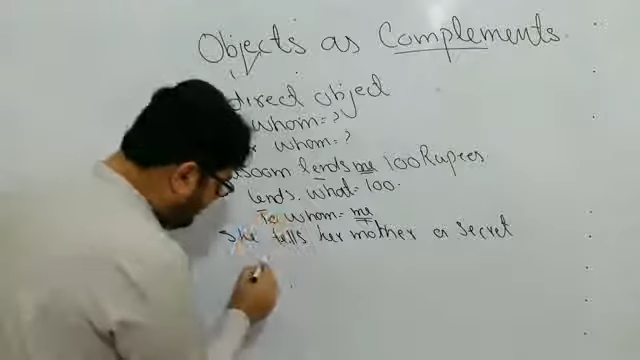 Objects as Complements
direct object
whom = ?
whom = ?
lends me 100 Rupees
lends. what = 100.
To whom = me
She tells her mother a secret